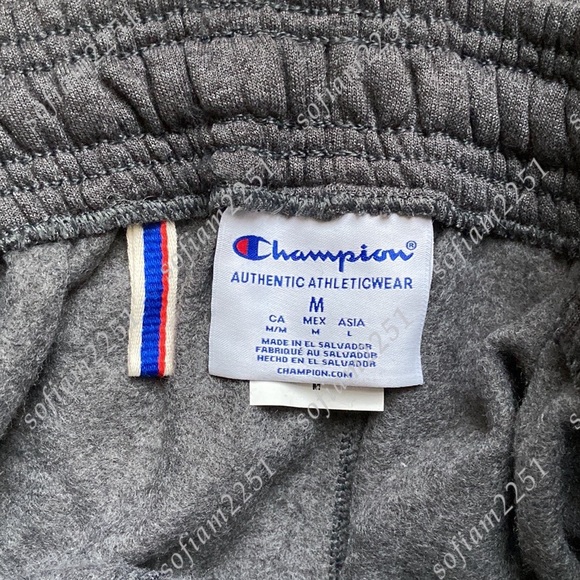 Champion®
AUTHENTIC ATHLETICWEAR
M
CA MEX ASIA
M/M M L
MADE IN EL SALVADOR
FABRIQUÉ AU SALVADOR
HECHO EN EL SALVADOR
CHAMPION.COM
sofiam2251